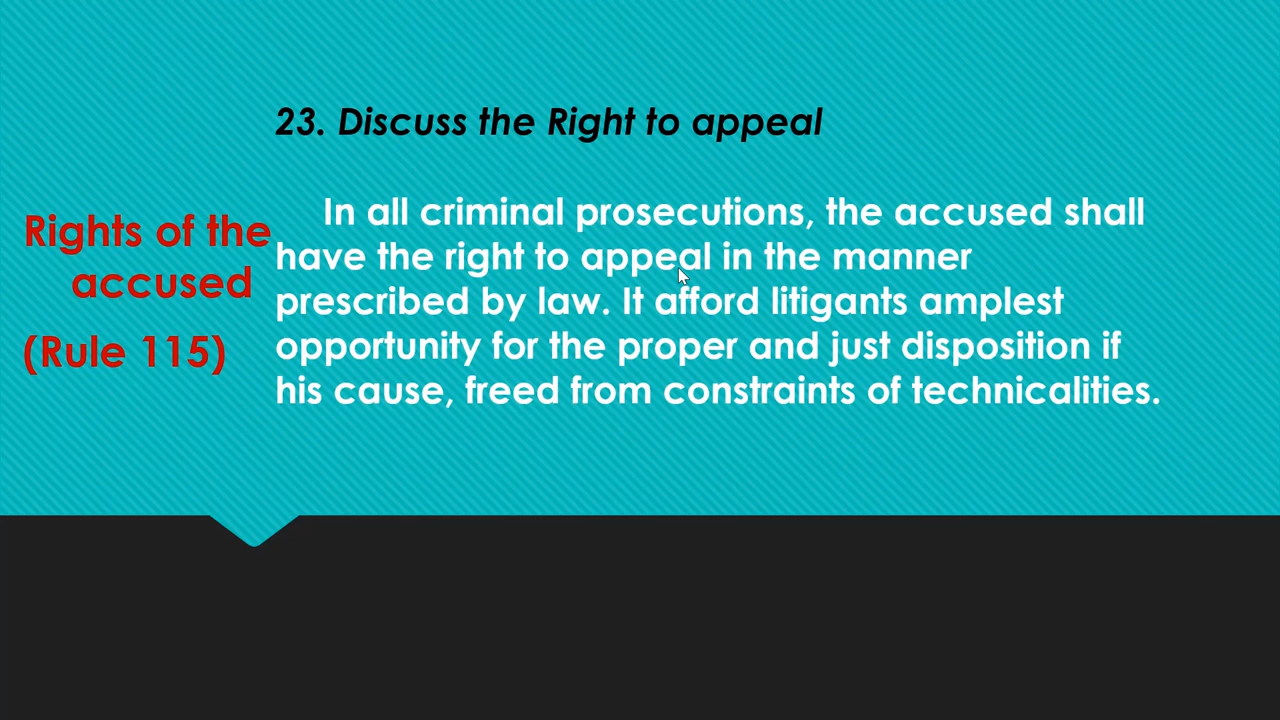 23. Discuss the Right to appeal
Rights of the
accused
(Rule 115)
In all criminal prosecutions, the accused shall
have the right to appeal in the manner
prescribed by law. It afford litigants amplest
opportunity for the proper and just disposition if
his cause, freed from constraints of technicalities.